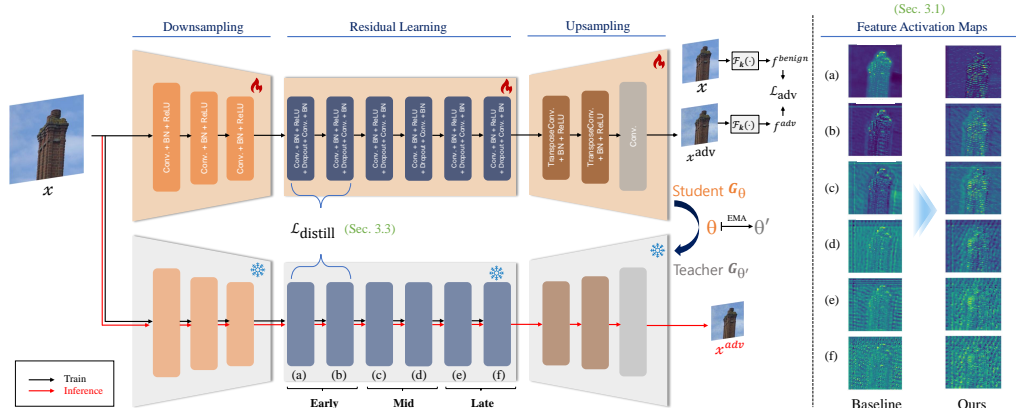 (Sec. 3.1)
Downsampling
Residual Learning
Upsampling
Feature Activation Maps
x
Conv. + BN + ReLU
Conv. + BN + ReLU
Conv. + BN + ReLU
Conv. + BN + ReLU
+ Dropout + Conv. + BN
Conv. + BN + ReLU
+ Dropout + Conv. + BN
Conv. + BN + ReLU
+ Dropout + Conv. + BN
Conv. + BN + ReLU
+ Dropout + Conv. + BN
Conv. + BN + ReLU
+ Dropout + Conv. + BN
Conv. + BN + ReLU
+ Dropout + Conv. + BN
TransposeConv.
+ BN + ReLU
TransposeConv.
+ BN + ReLU
Conv.
x
ℱₖ(·)
f^benign
ℒ_adv
x^adv
ℱₖ(·)
f^adv
Student G_θ
θ
EMA
θ′
Teacher G_θ′
ℒ_distill (Sec. 3.3)
x^adv
(a)
(b)
(c)
(d)
(e)
(f)
Early
Mid
Late
Train
Inference
(a)
(b)
(c)
(d)
(e)
(f)
Baseline
Ours